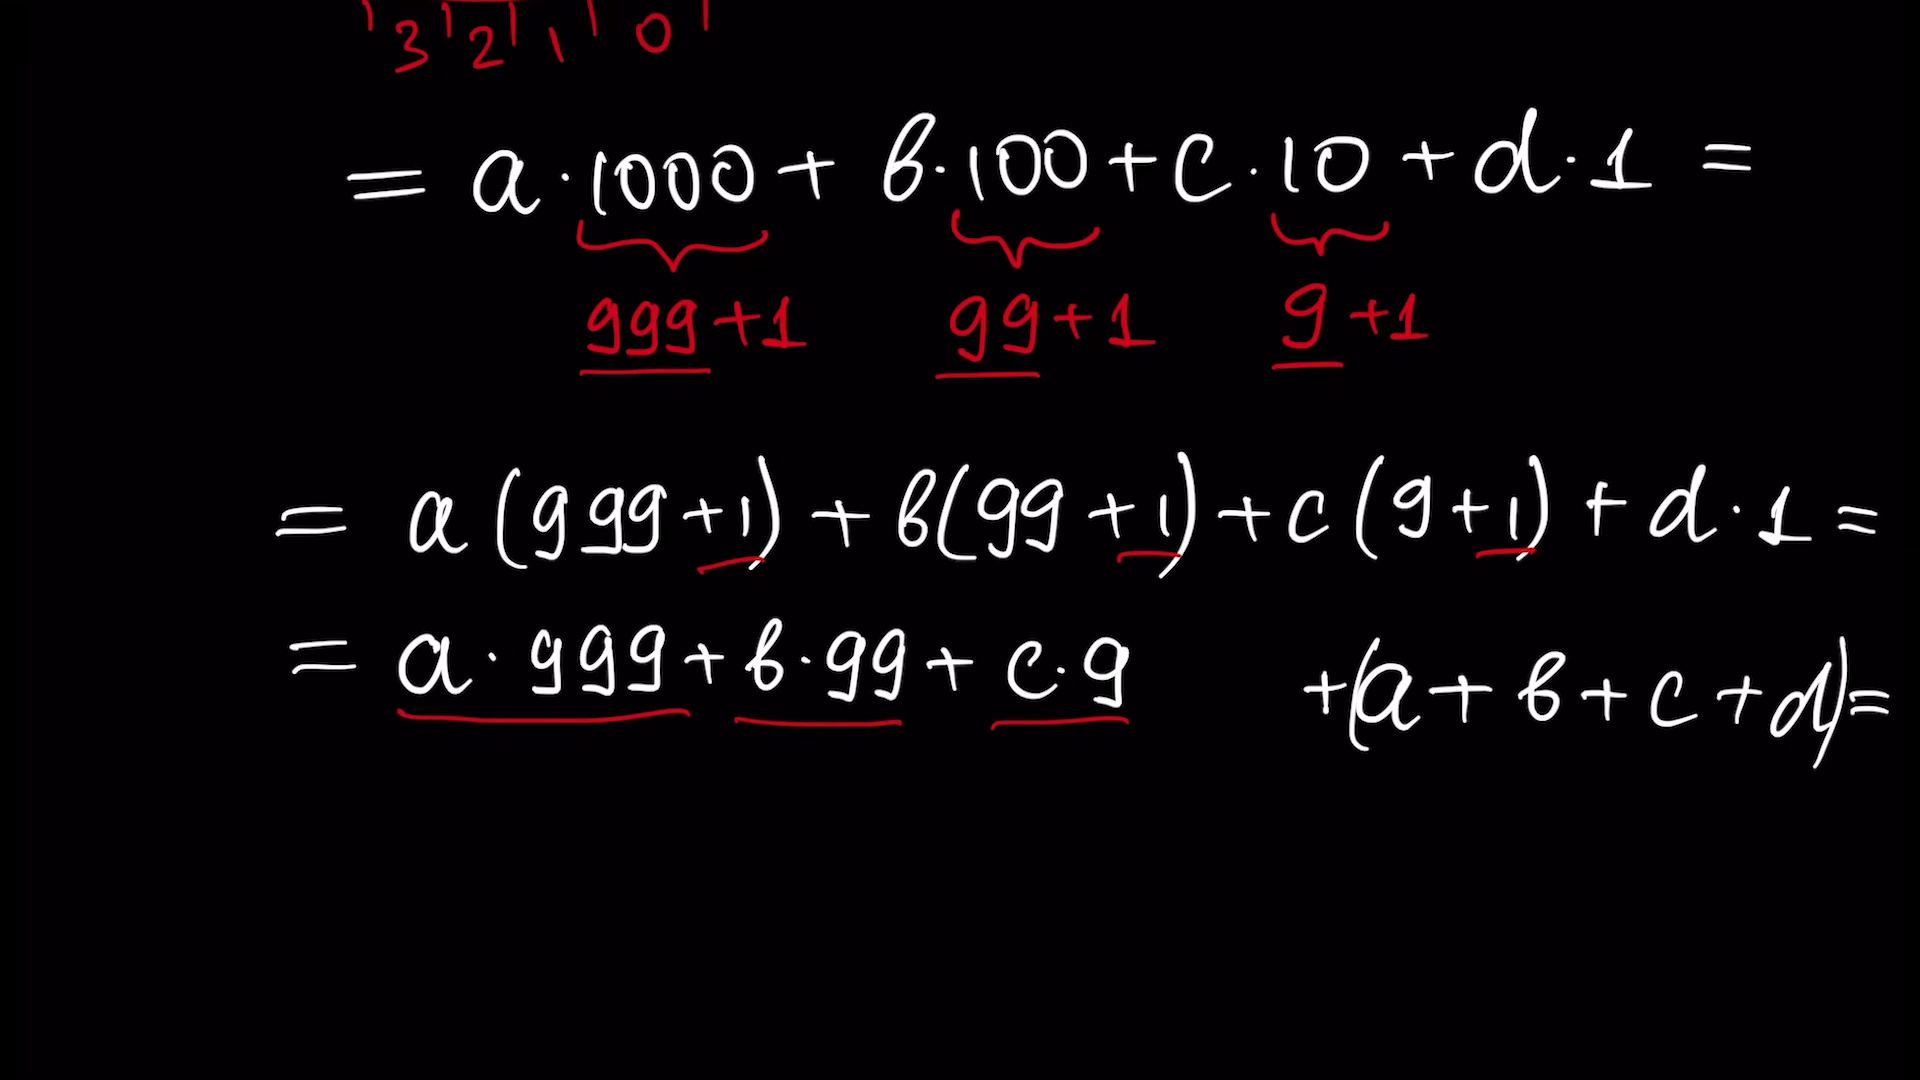 3 2 1 0
= a · 1000 + b · 100 + c · 10 + d · 1 =
999 + 1 99 + 1 9 + 1
= a (999 + 1) + b (99 + 1) + c (9 + 1) + d · 1 =
= a · 999 + b · 99 + c · 9 + (a + b + c + d) =